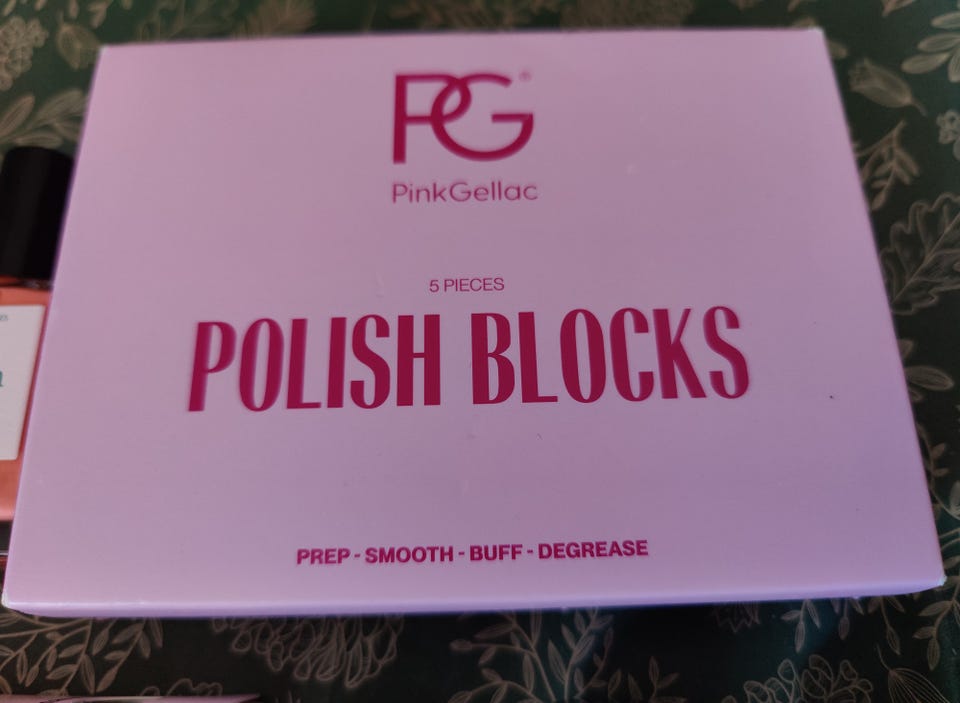 PG®
PinkGellac
5 PIECES
POLISH BLOCKS
PREP - SMOOTH - BUFF - DEGREASE